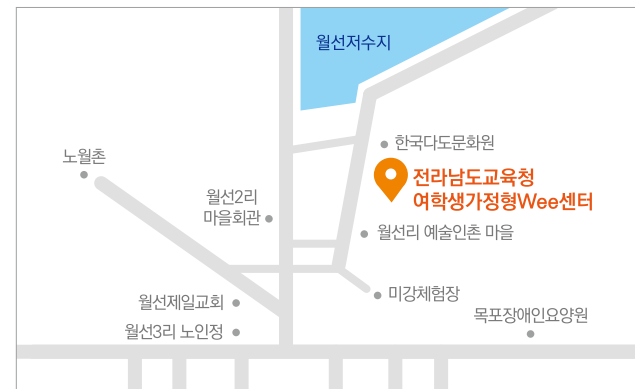 월선저수지
한국다도문화원
노월촌
전라남도교육청
여학생가정형Wee센터
월선2리
마을회관
월선리 예술인촌 마을
미강체험장
월선제일교회
목포장애인요양원
월선3리 노인정